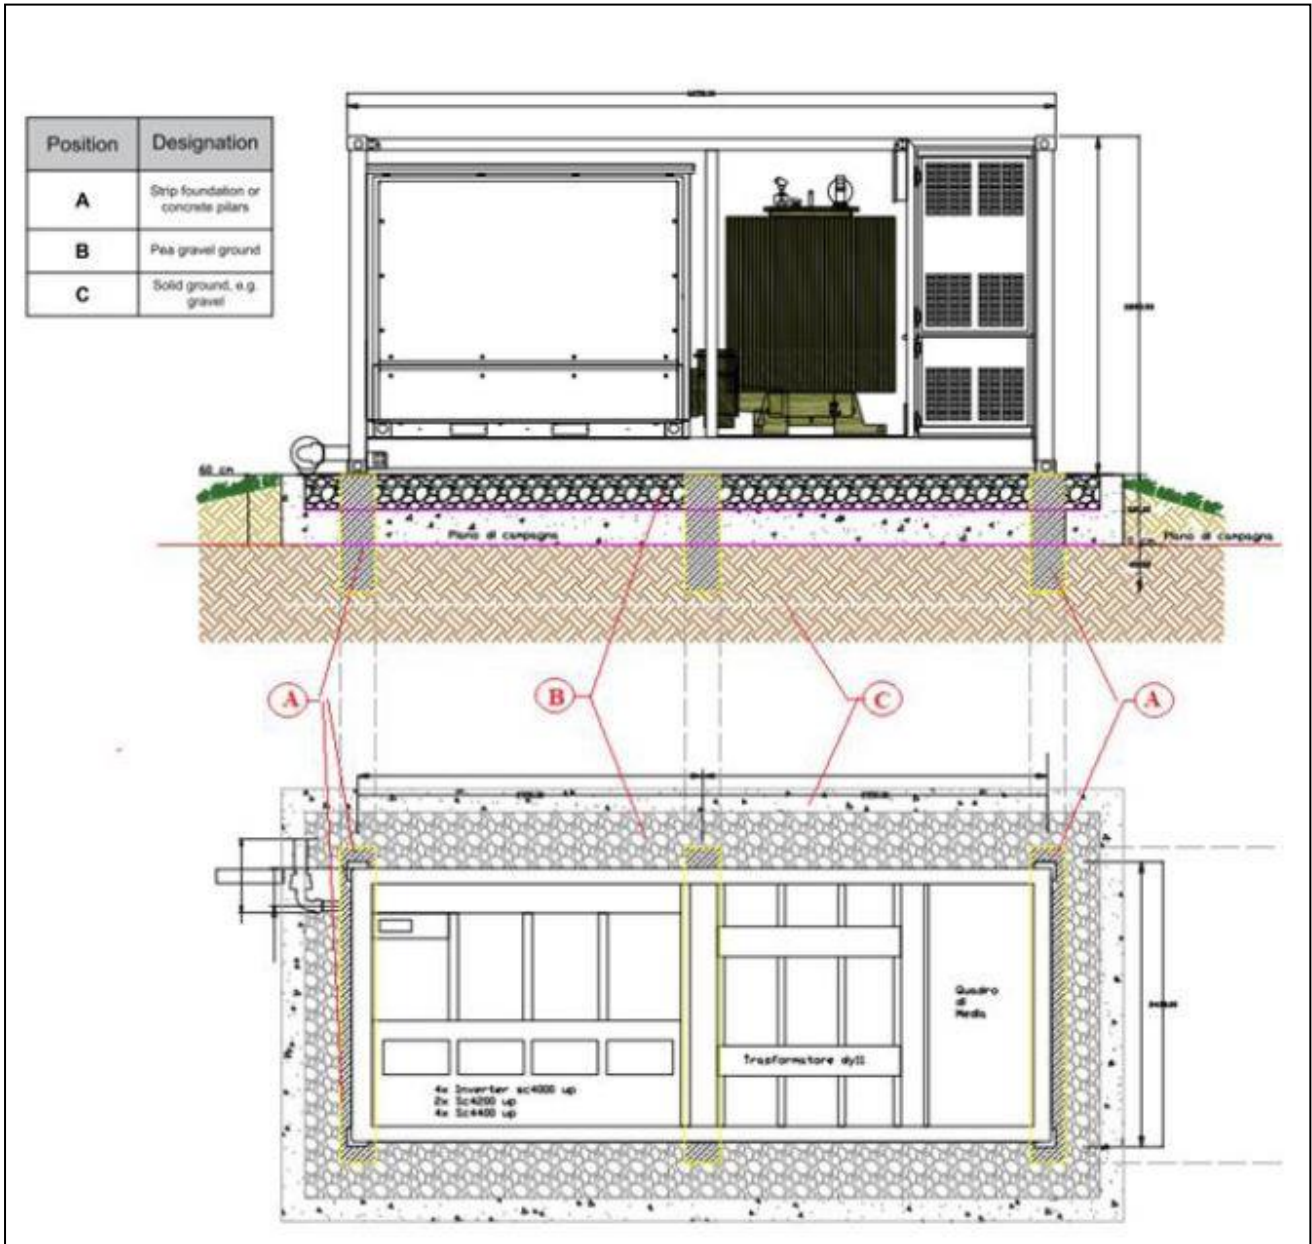 Position Designation
A Strip foundation or
concrete pilars
B Pea gravel ground
C Solid ground, e.g.
gravel
60 cm
Piano di campagna
Piano di campagna
A
B
C
A
Quadro
di
Media
Trasformatore dy11
4x Inverter sc4000 up
2x Sc4200 up
4x Sc4400 up